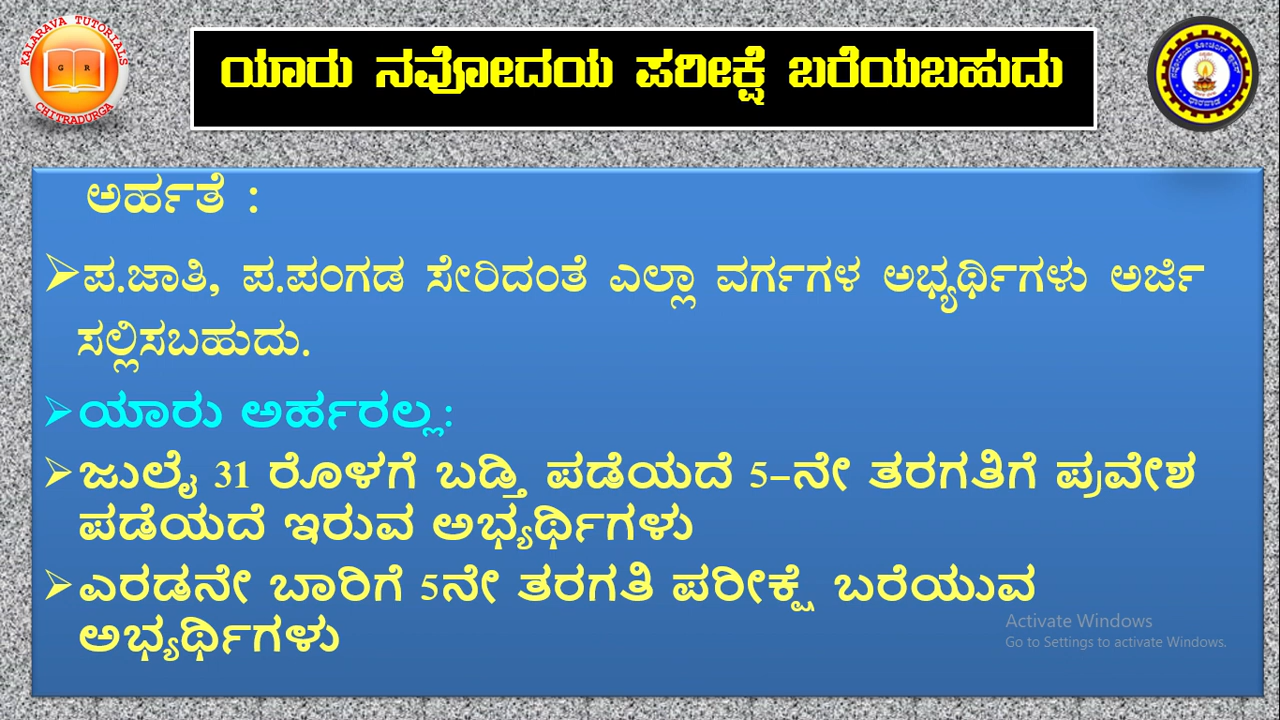 KALARAVA TUTORIALS
G R
CHITRADURGA
ಯಾರು ನವೋದಯ ಪರೀಕ್ಷೆ ಬರೆಯಬಹುದು
ಅರ್ಹತೆ :
➢ಪ.ಜಾತಿ, ಪ.ಪಂಗಡ ಸೇರಿದಂತೆ ಎಲ್ಲಾ ವರ್ಗಗಳ ಅಭ್ಯರ್ಥಿಗಳು ಅರ್ಜಿ
ಸಲ್ಲಿಸಬಹುದು.
➢ಯಾರು ಅರ್ಹರಲ್ಲ:
➢ಜುಲೈ 31 ರೊಳಗೆ ಬಡ್ತಿ ಪಡೆಯದೆ 5–ನೇ ತರಗತಿಗೆ ಪ್ರವೇಶ
ಪಡೆಯದೆ ಇರುವ ಅಭ್ಯರ್ಥಿಗಳು
➢ಎರಡನೇ ಬಾರಿಗೆ 5ನೇ ತರಗತಿ ಪರೀಕ್ಷೆ ಬರೆಯುವ
ಅಭ್ಯರ್ಥಿಗಳು
Activate Windows
Go to Settings to activate Windows.